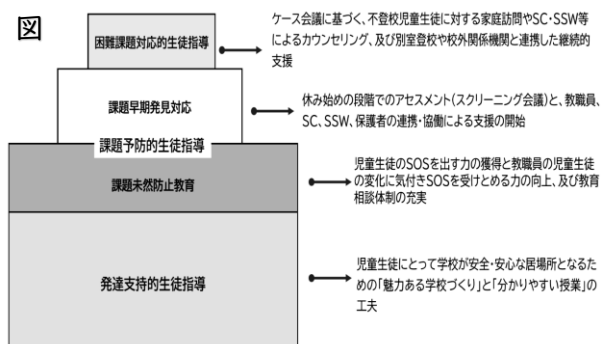 図
困難課題対応的生徒指導
ケース会議に基づく、不登校児童生徒に対する家庭訪問やSC・SSW等
によるカウンセリング、及び別室登校や校外関係機関と連携した継続的
支援
課題早期発見対応
休み始めの段階でのアセスメント（スクリーニング会議）と、教職員、
SC、SSW、保護者の連携・協働による支援の開始
課題予防的生徒指導
課題未然防止教育
児童生徒のSOSを出す力の獲得と教職員の児童生徒
の変化に気付きSOSを受けとめる力の向上、及び教育
相談体制の充実
発達支持的生徒指導
児童生徒にとって学校が安全・安心な居場所となるた
めの「魅力ある学校づくり」と「分かりやすい授業」の
工夫